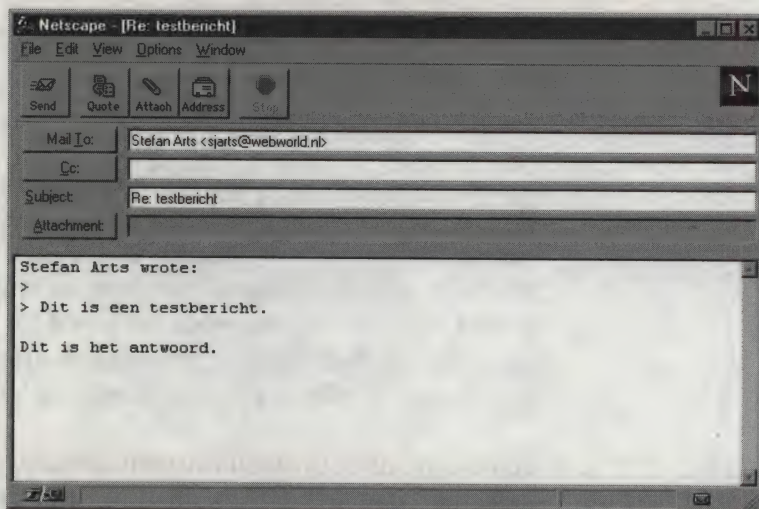 Netscape - [Re: testbericht]
File Edit View Options Window
Send Quote Attach Address Stop
N
Mail To: Stefan Arts <sjarts@webworld.nl>
Cc:
Subject: Re: testbericht
Attachment:
Stefan Arts wrote:
>
> Dit is een testbericht.
Dit is het antwoord.